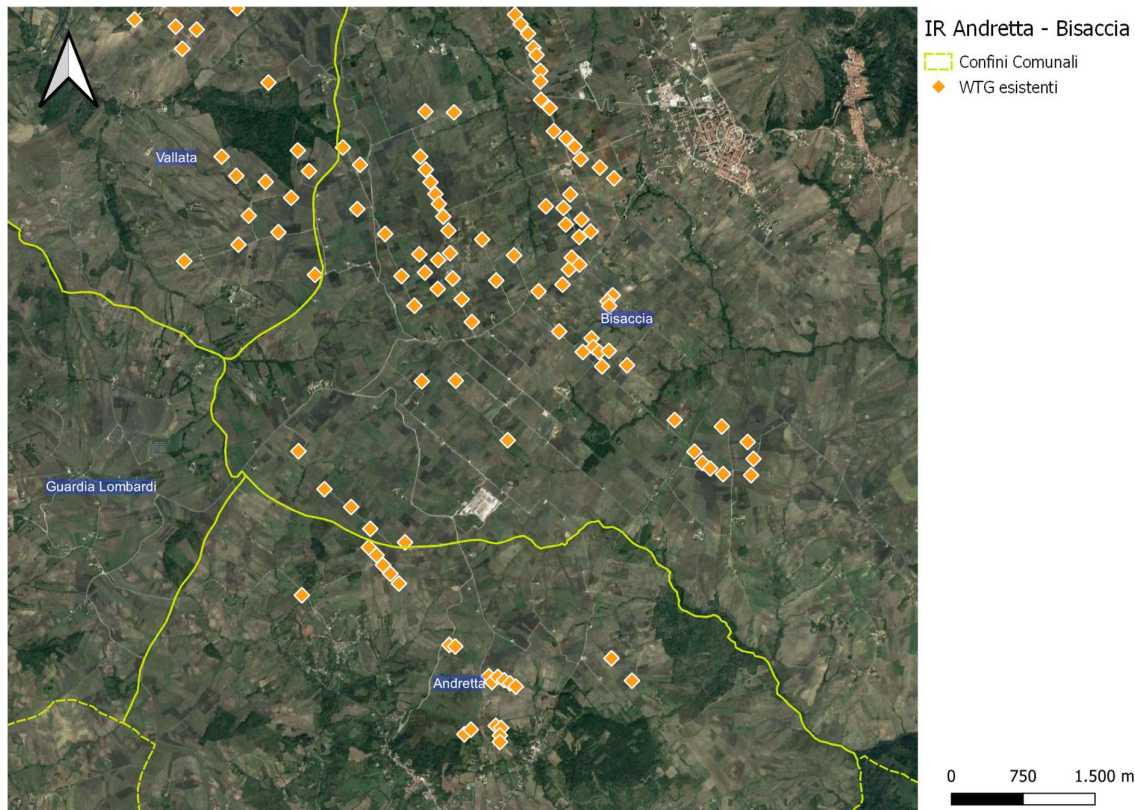 IR Andretta - Bisaccia
Confini Comunali
WTG esistenti
Vallata
Bisaccia
Guardia Lombardi
Andretta
0 750 1.500 m